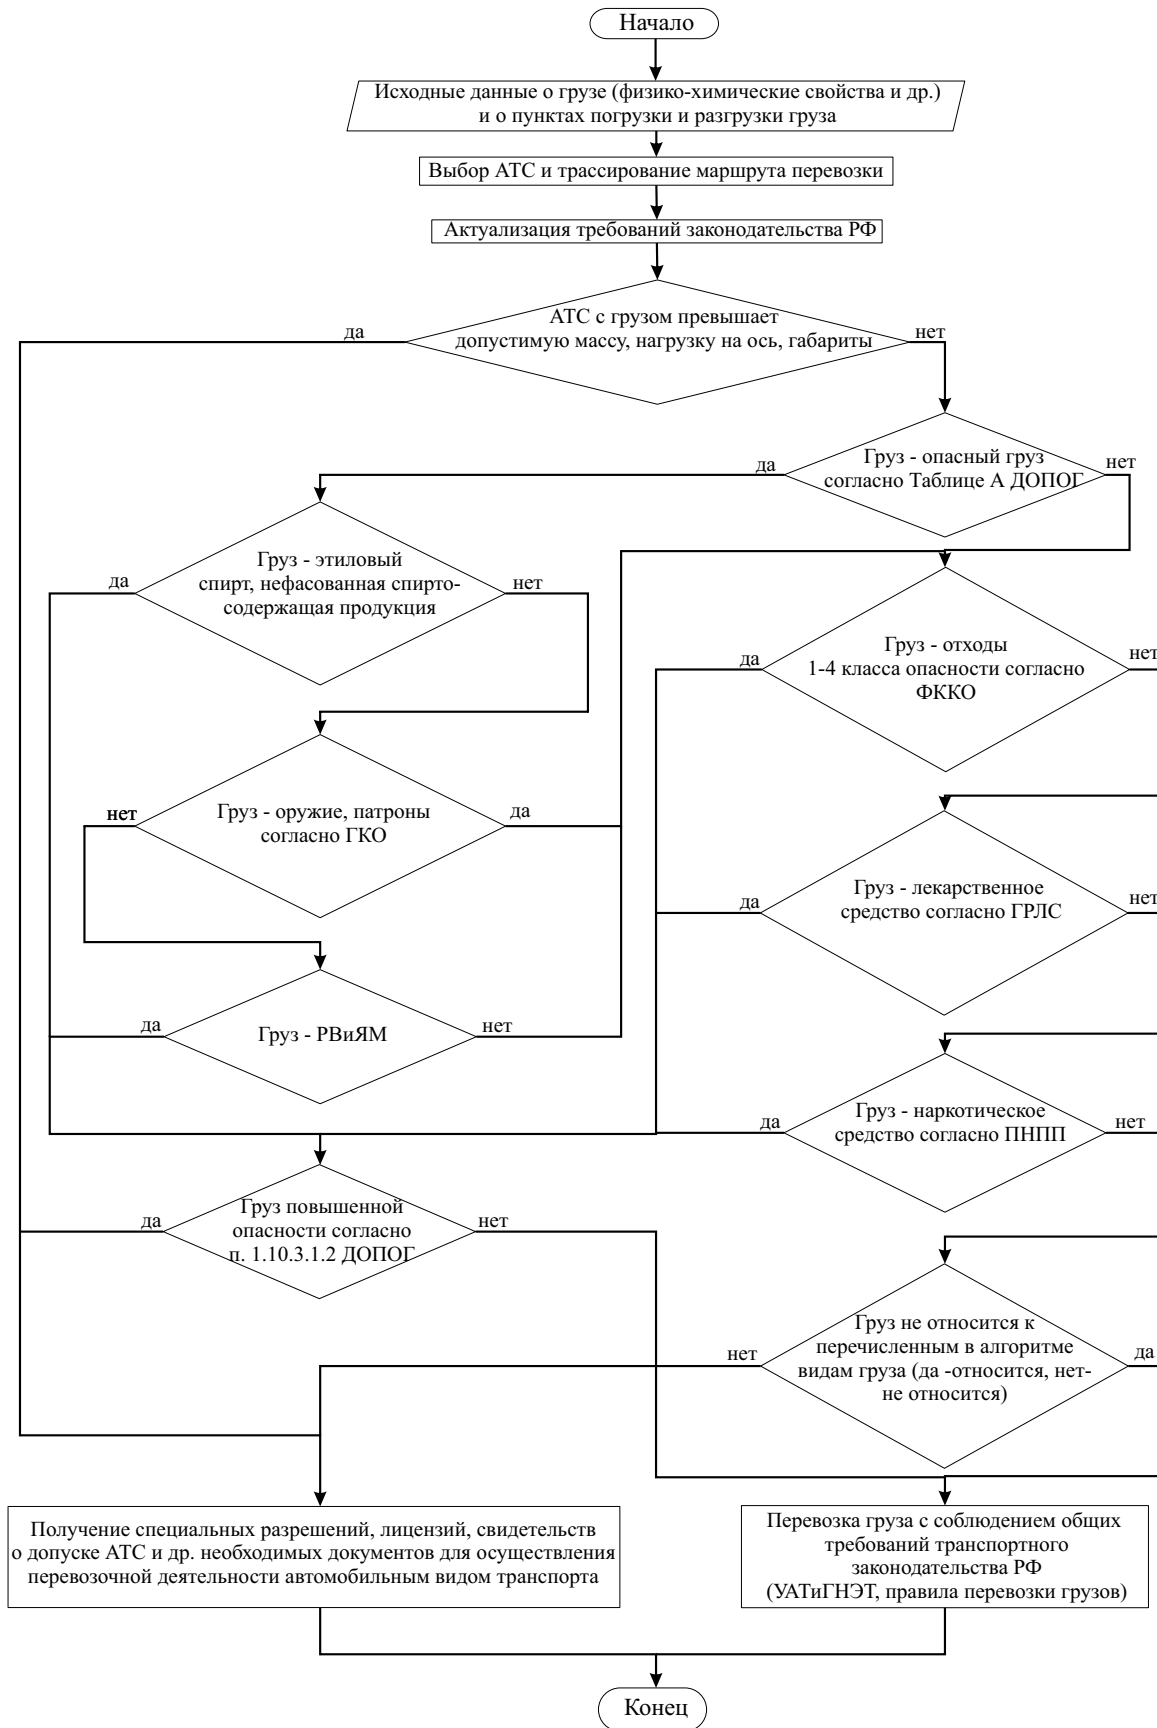 Начало
Исходные данные о грузе (физико-химические свойства и др.)
и о пунктах погрузки и разгрузки груза
Выбор АТС и трассирование маршрута перевозки
Актуализация требований законодательства РФ
АТС с грузом превышает
допустимую массу, нагрузку на ось, габариты
да
нет
Груз - опасный груз
согласно Таблице А ДОПОГ
да
нет
Груз - этиловый
спирт, нефасованная спирто-
содержащая продукция
да
нет
Груз - отходы
1-4 класса опасности согласно
ФККО
да
нет
Груз - оружие, патроны
согласно ГКО
нет
да
Груз - лекарственное
средство согласно ГРЛС
да
нет
Груз - РВиЯМ
да
нет
Груз - наркотическое
средство согласно ПНПП
да
нет
Груз повышенной
опасности согласно
п. 1.10.3.1.2 ДОПОГ
да
нет
Груз не относится к
перечисленным в алгоритме
видам груза (да -относится, нет-
не относится)
нет
да
Получение специальных разрешений, лицензий, свидетельств
о допуске АТС и др. необходимых документов для осуществления
перевозочной деятельности автомобильным видом транспорта
Перевозка груза с соблюдением общих
требований транспортного
законодательства РФ
(УАТиГНЭТ, правила перевозки грузов)
Конец